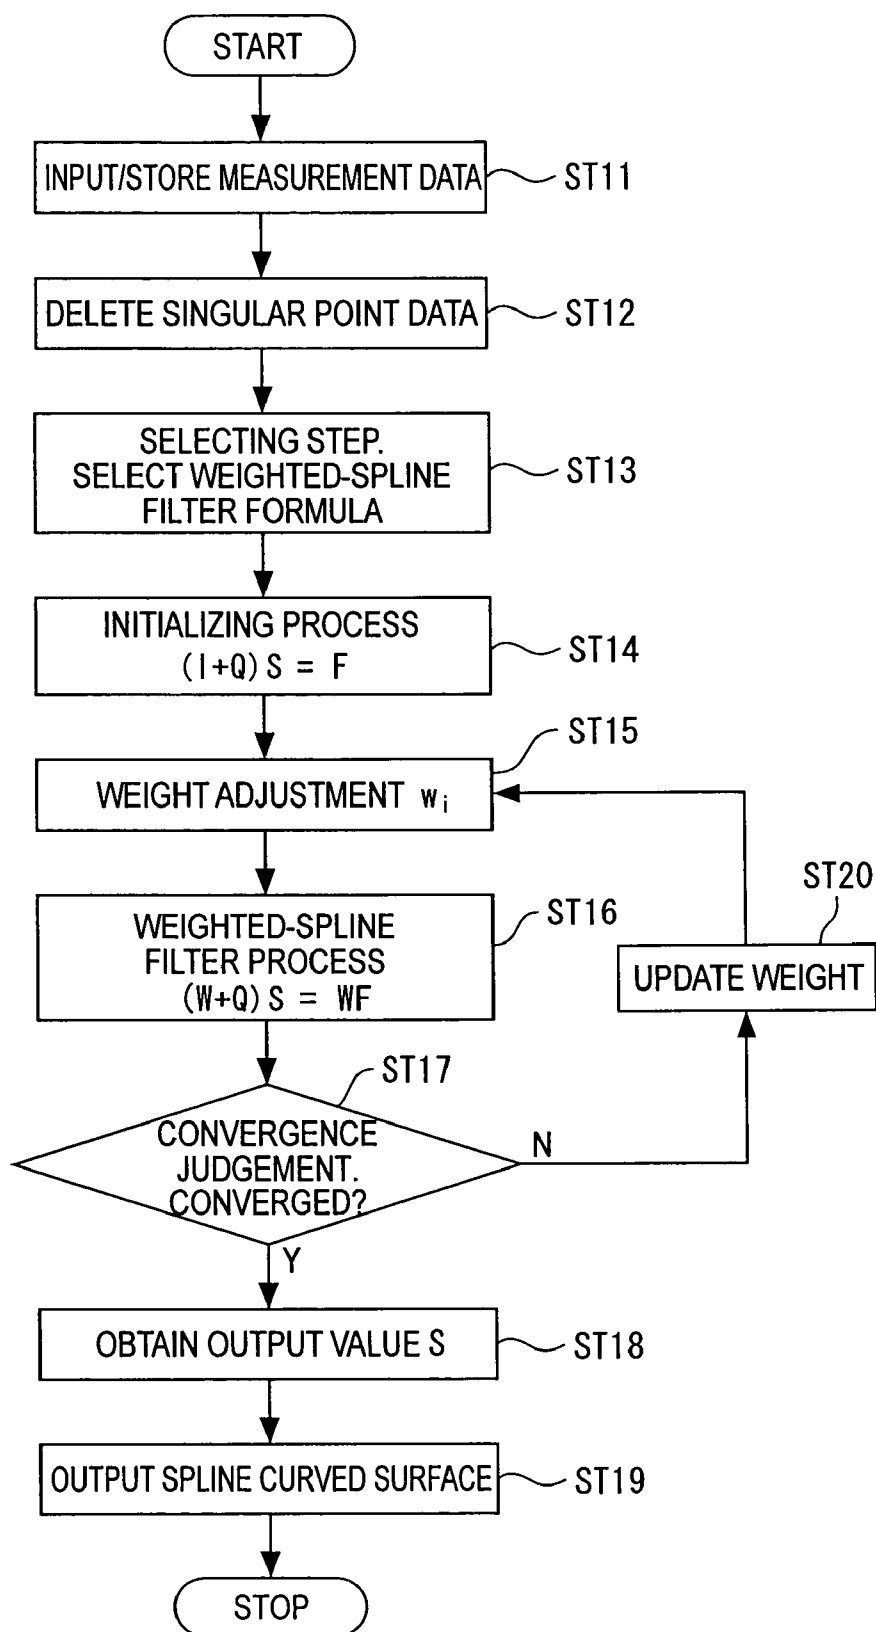 START
INPUT/STORE MEASUREMENT DATA
ST11
DELETE SINGULAR POINT DATA
ST12
SELECTING STEP.
SELECT WEIGHTED-SPLINE
FILTER FORMULA
ST13
INITIALIZING PROCESS
(I+Q)S = F
ST14
ST15
WEIGHT ADJUSTMENT wi
ST20
UPDATE WEIGHT
WEIGHTED-SPLINE
FILTER PROCESS
(W+Q)S = WF
ST16
ST17
CONVERGENCE
JUDGEMENT.
CONVERGED?
N
Y
OBTAIN OUTPUT VALUE S
ST18
OUTPUT SPLINE CURVED SURFACE
ST19
STOP